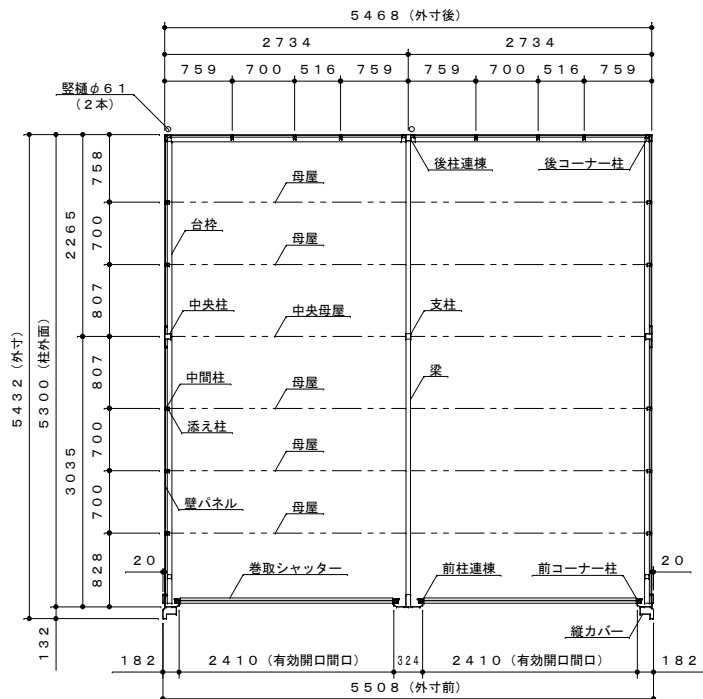 ５４６８（外寸後）
２７３４　２７３４
７５９　７００　５１６　７５９　７５９　７００　５１６　７５９
竪樋φ６１
（２本）
後柱連棟　後コーナー柱
７５８
母屋
２２６５
台枠
７００
母屋
８０７
中央柱　中央母屋　支柱
５４３２（外寸）
５３００（柱外面）
８０７
中間柱　母屋　梁
添え柱
７００
母屋
３０３５
７００
壁パネル　母屋
８２８
２０　巻取シャッター　前柱連棟　前コーナー柱　２０
縦カバー
１３２
１８２　２４１０（有効開口間口）　３２４　２４１０（有効開口間口）　１８２
５５０８（外寸前）